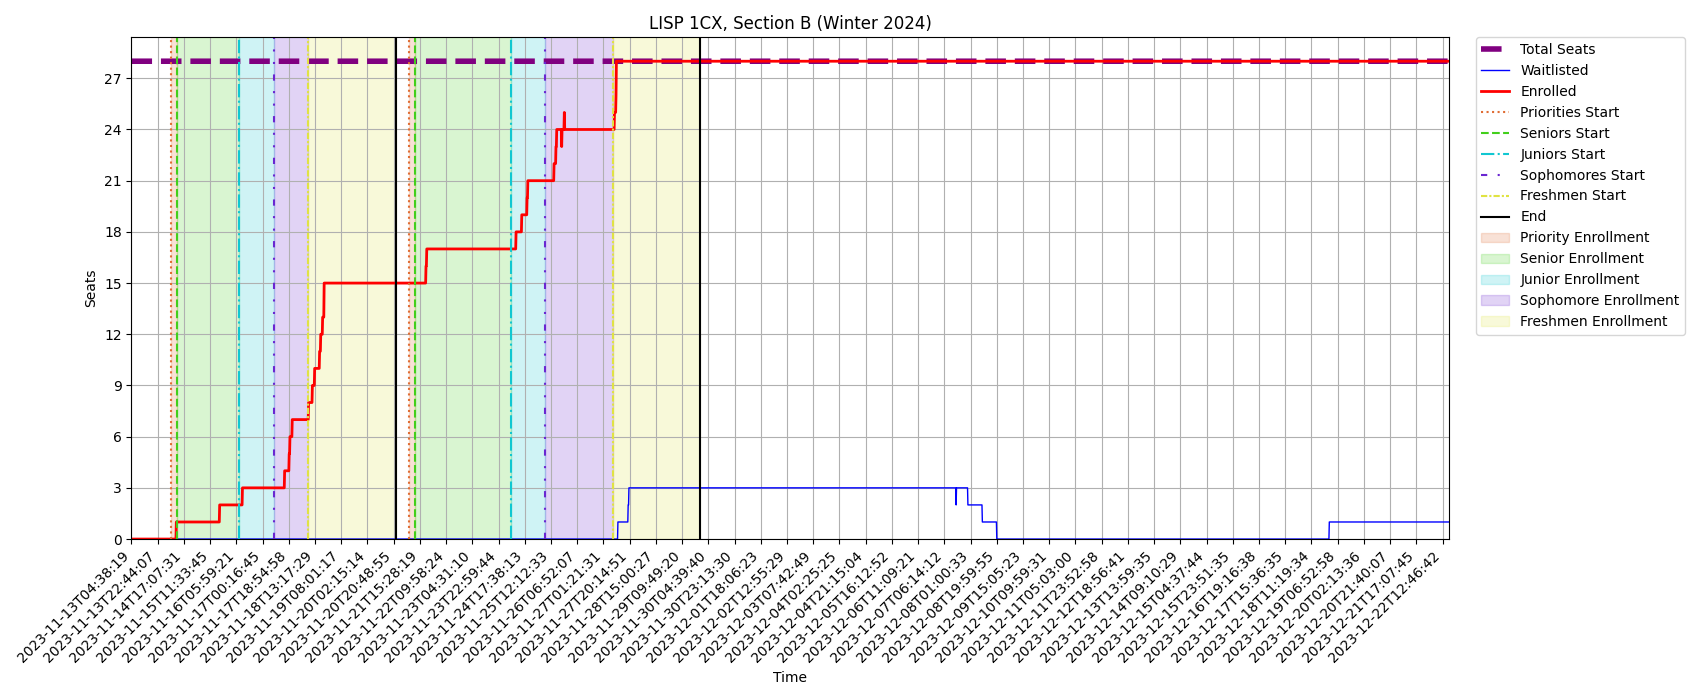 LISP 1CX, Section B (Winter 2024)
Seats
27
24
21
18
15
12
9
6
3
0
2023-11-13T04:38:19
2023-11-13T22:44:07
2023-11-14T17:07:31
2023-11-15T11:33:45
2023-11-16T05:59:21
2023-11-17T00:16:45
2023-11-17T18:54:58
2023-11-18T13:17:29
2023-11-19T08:01:17
2023-11-20T02:15:14
2023-11-20T20:48:55
2023-11-21T15:28:19
2023-11-22T09:58:24
2023-11-23T04:31:10
2023-11-23T22:59:44
2023-11-24T17:38:13
2023-11-25T12:12:33
2023-11-26T06:52:07
2023-11-27T01:21:31
2023-11-27T20:14:51
2023-11-28T15:00:27
2023-11-29T09:49:20
2023-11-30T04:39:40
2023-11-30T23:13:30
2023-12-01T18:06:23
2023-12-02T12:55:29
2023-12-03T07:42:49
2023-12-04T02:25:25
2023-12-04T21:15:04
2023-12-05T16:12:52
2023-12-06T11:09:21
2023-12-07T06:14:12
2023-12-08T01:00:33
2023-12-08T19:59:55
2023-12-09T15:05:23
2023-12-10T09:59:31
2023-12-11T05:03:00
2023-12-11T23:52:58
2023-12-12T18:56:41
2023-12-13T13:59:35
2023-12-14T09:10:29
2023-12-15T04:37:44
2023-12-15T23:51:35
2023-12-16T19:16:38
2023-12-17T15:36:35
2023-12-18T11:19:34
2023-12-19T06:52:58
2023-12-20T02:13:36
2023-12-20T21:40:07
2023-12-21T17:07:45
2023-12-22T12:46:42
Time
Total Seats
Waitlisted
Enrolled
Priorities Start
Seniors Start
Juniors Start
Sophomores Start
Freshmen Start
End
Priority Enrollment
Senior Enrollment
Junior Enrollment
Sophomore Enrollment
Freshmen Enrollment